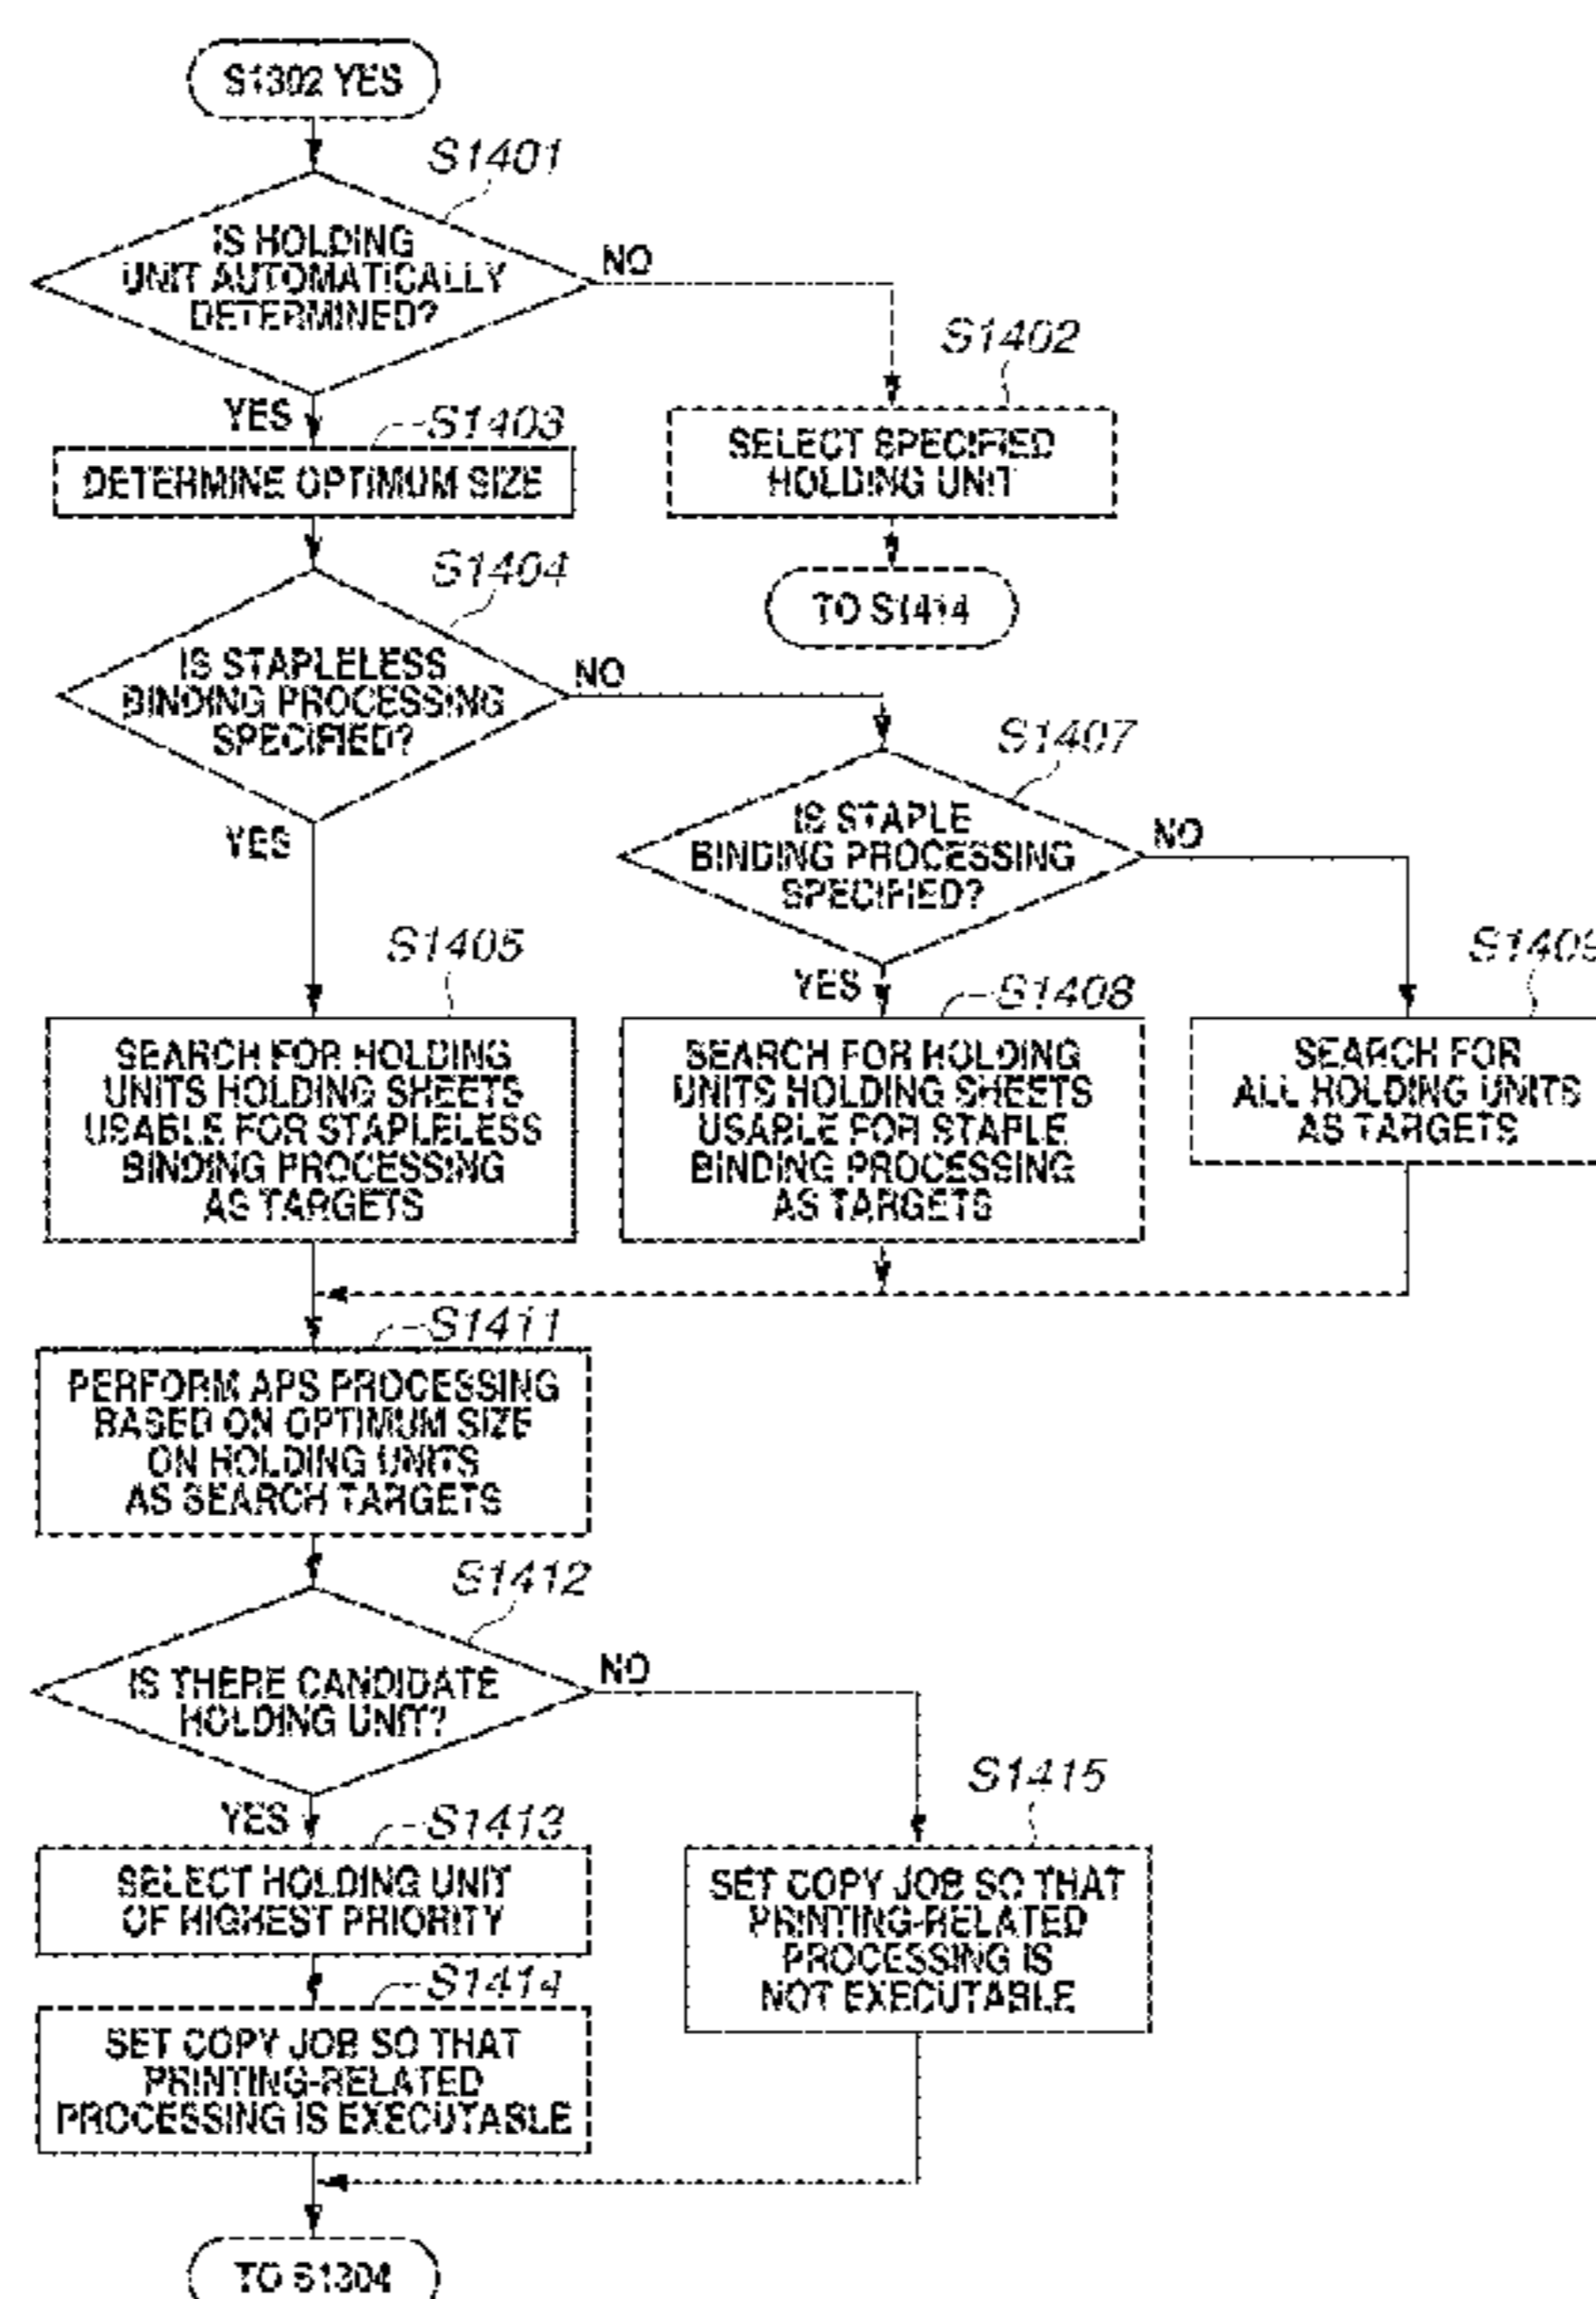 S1302 YES
S1401
IS HOLDING
UNIT AUTOMATICALLY
DETERMINED?
NO
YES
S1402
SELECT SPECIFIED
HOLDING UNIT
TO S1414
S1403
DETERMINE OPTIMUM SIZE
S1404
IS STAPLELESS
BINDING PROCESSING
SPECIFIED?
NO
YES
S1407
IS STAPLE
BINDING PROCESSING
SPECIFIED?
NO
YES
S1405
SEARCH FOR HOLDING
UNITS HOLDING SHEETS
USABLE FOR STAPLELESS
BINDING PROCESSING
AS TARGETS
S1408
SEARCH FOR HOLDING
UNITS HOLDING SHEETS
USABLE FOR STAPLE
BINDING PROCESSING
AS TARGETS
S1409
SEARCH FOR
ALL HOLDING UNITS
AS TARGETS
S1411
PERFORM APS PROCESSING
BASED ON OPTIMUM SIZE
ON HOLDING UNITS
AS SEARCH TARGETS
S1412
IS THERE CANDIDATE
HOLDING UNIT?
NO
YES
S1413
SELECT HOLDING UNIT
OF HIGHEST PRIORITY
S1415
SET COPY JOB SO THAT
PRINTING-RELATED
PROCESSING IS
NOT EXECUTABLE
S1414
SET COPY JOB SO THAT
PRINTING-RELATED
PROCESSING IS EXECUTABLE
TO S1304